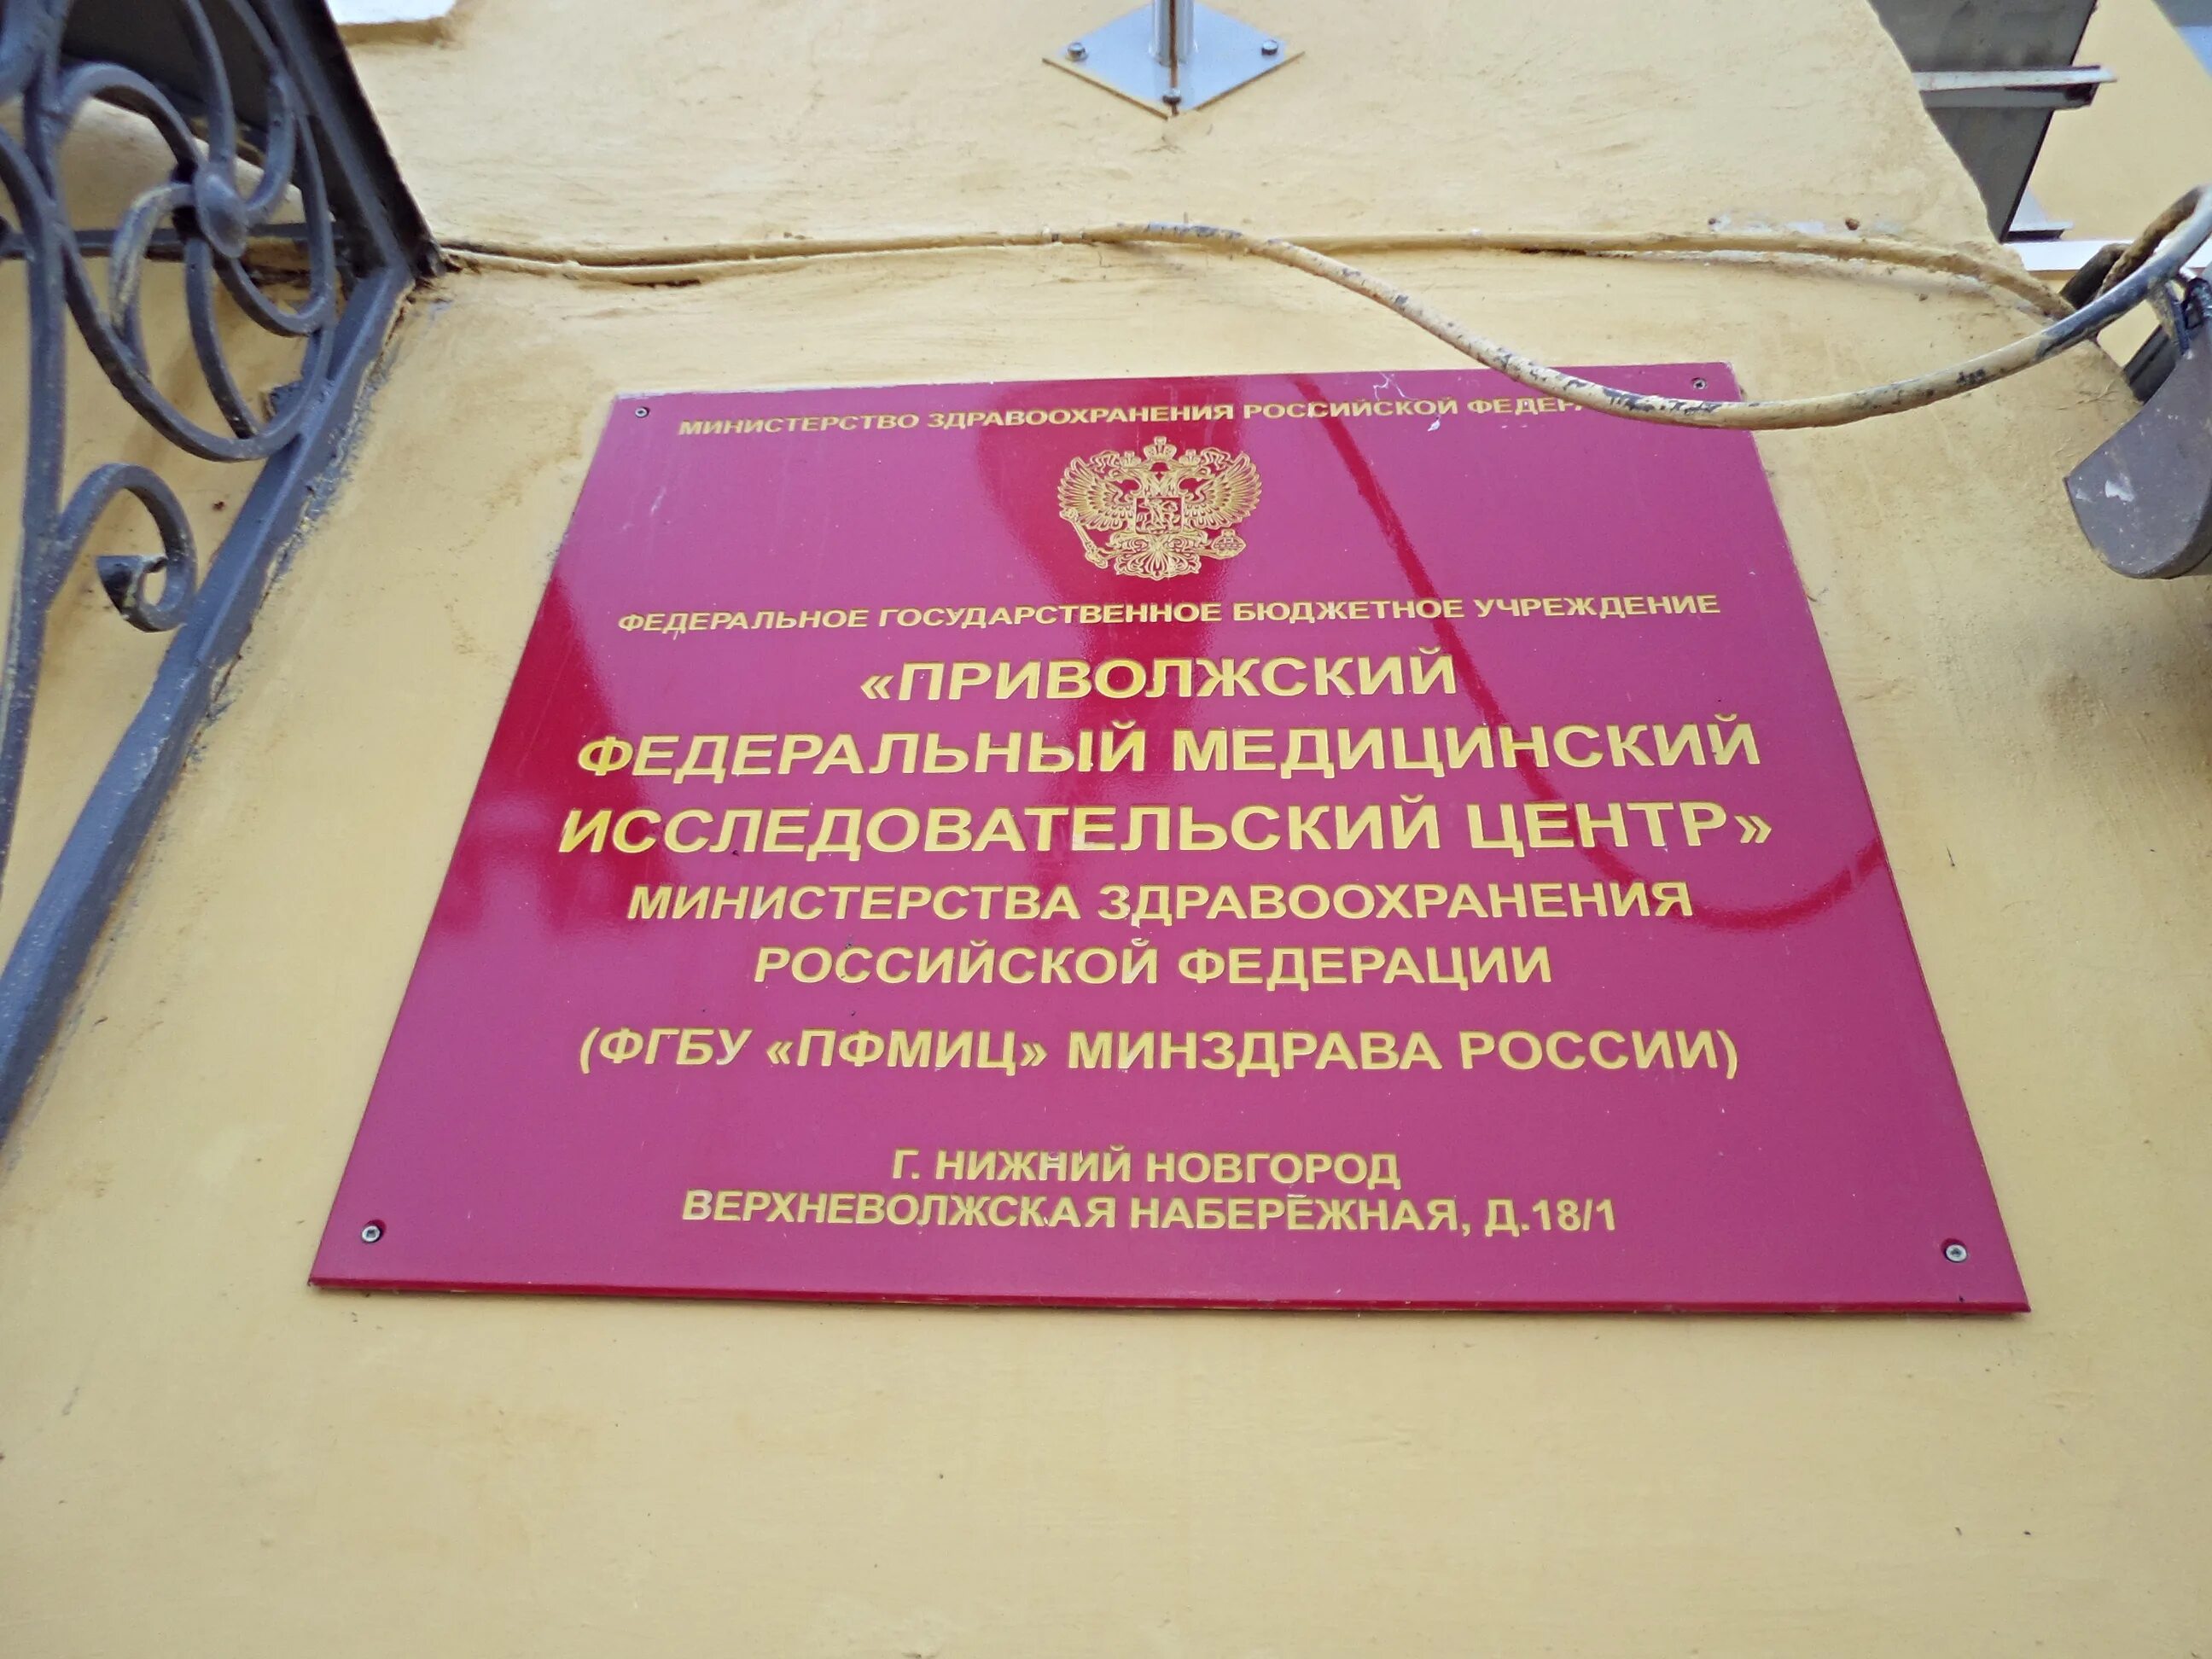 МИНИСТЕРСТВО ЗДРАВООХРАНЕНИЯ РОССИЙСКОЙ
ФЕДЕРАЛЬНОЕ ГОСУДАРСТВЕННОЕ БЮДЖЕТНОЕ УЧРЕЖДЕНИЕ
«ПРИВОЛЖСКИЙ
ФЕДЕРАЛЬНЫЙ МЕДИЦИНСКИЙ
ИССЛЕДОВАТЕЛЬСКИЙ ЦЕНТР»
МИНИСТЕРСТВА ЗДРАВООХРАНЕНИЯ
РОССИЙСКОЙ ФЕДЕРАЦИИ
(ФГБУ «ПФМИЦ» МИНЗДРАВА РОССИИ)
Г. НИЖНИЙ НОВГОРОД
ВЕРХНЕВОЛЖСКАЯ НАБЕРЕЖНАЯ, Д.18/1